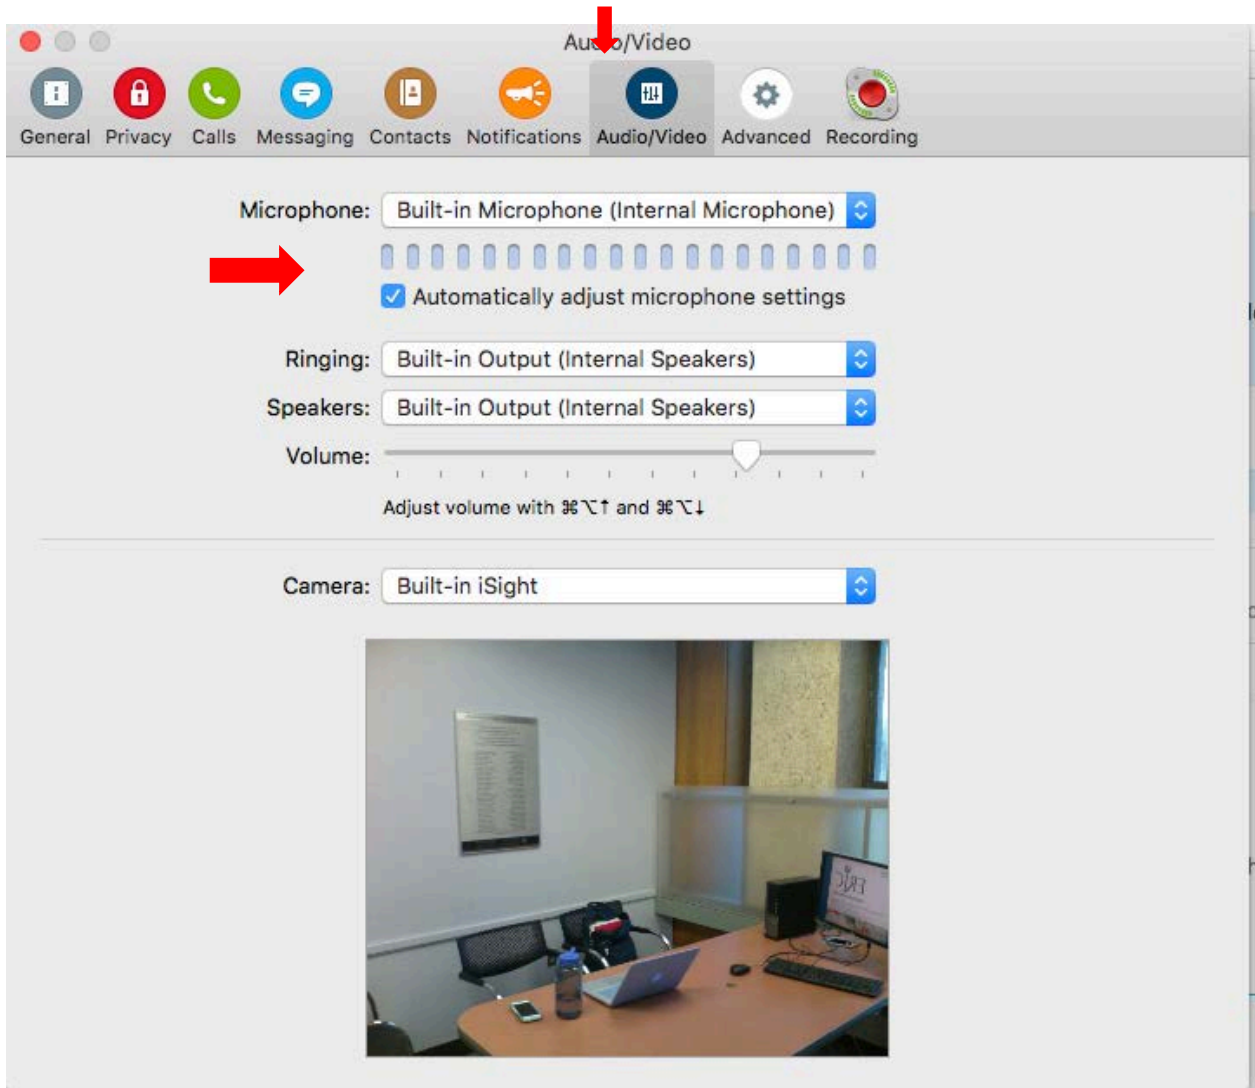 Audio/Video
General Privacy Calls Messaging Contacts Notifications Audio/Video Advanced Recording
Microphone: Built-in Microphone (Internal Microphone)
Automatically adjust microphone settings
Ringing: Built-in Output (Internal Speakers)
Speakers: Built-in Output (Internal Speakers)
Volume:
Adjust volume with ⌘⌥↑ and ⌘⌥↓
Camera: Built-in iSight
ERIC